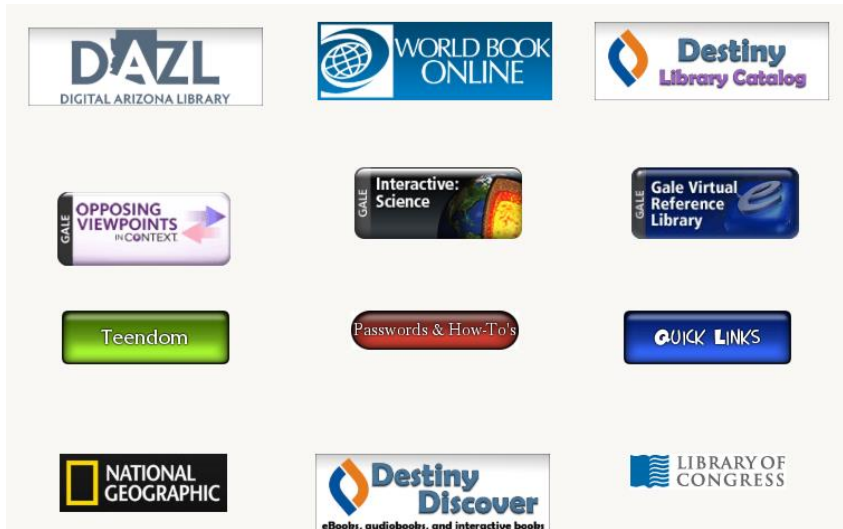 DAZL
DIGITAL ARIZONA LIBRARY
WORLD BOOK
ONLINE
Destiny
Library Catalog
GALE
OPPOSING
VIEWPOINTS
IN CONTEXT
GALE
Interactive:
Science
GALE
Gale Virtual
Reference
Library
Teendom
Passwords & How-To's
QUICK LINKS
NATIONAL
GEOGRAPHIC
Destiny
Discover
eBooks, audiobooks, and interactive books
LIBRARY OF
CONGRESS